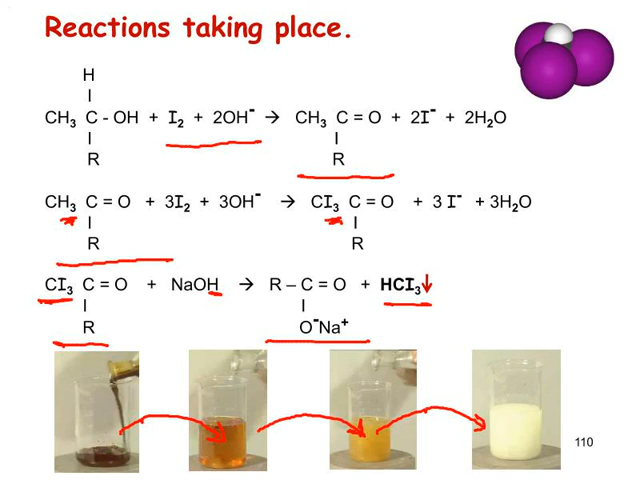 Reactions taking place.
H
|
CH₃ C - OH + I₂ + 2OH⁻ → CH₃ C = O + 2I⁻ + 2H₂O
| |
R R
CH₃ C = O + 3I₂ + 3OH⁻ → CI₃ C = O + 3 I⁻ + 3H₂O
| |
R R
CI₃ C = O + NaOH → R – C = O + HCI₃↓
| |
R O⁻Na⁺
110